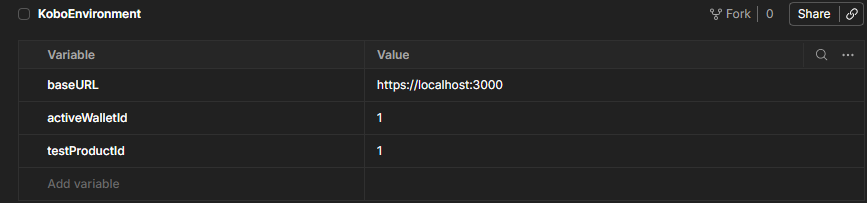 KoboEnvironment Fork 0 Share
Variable Value
baseURL https://localhost:3000
activeWalletId 1
testProductId 1
Add variable